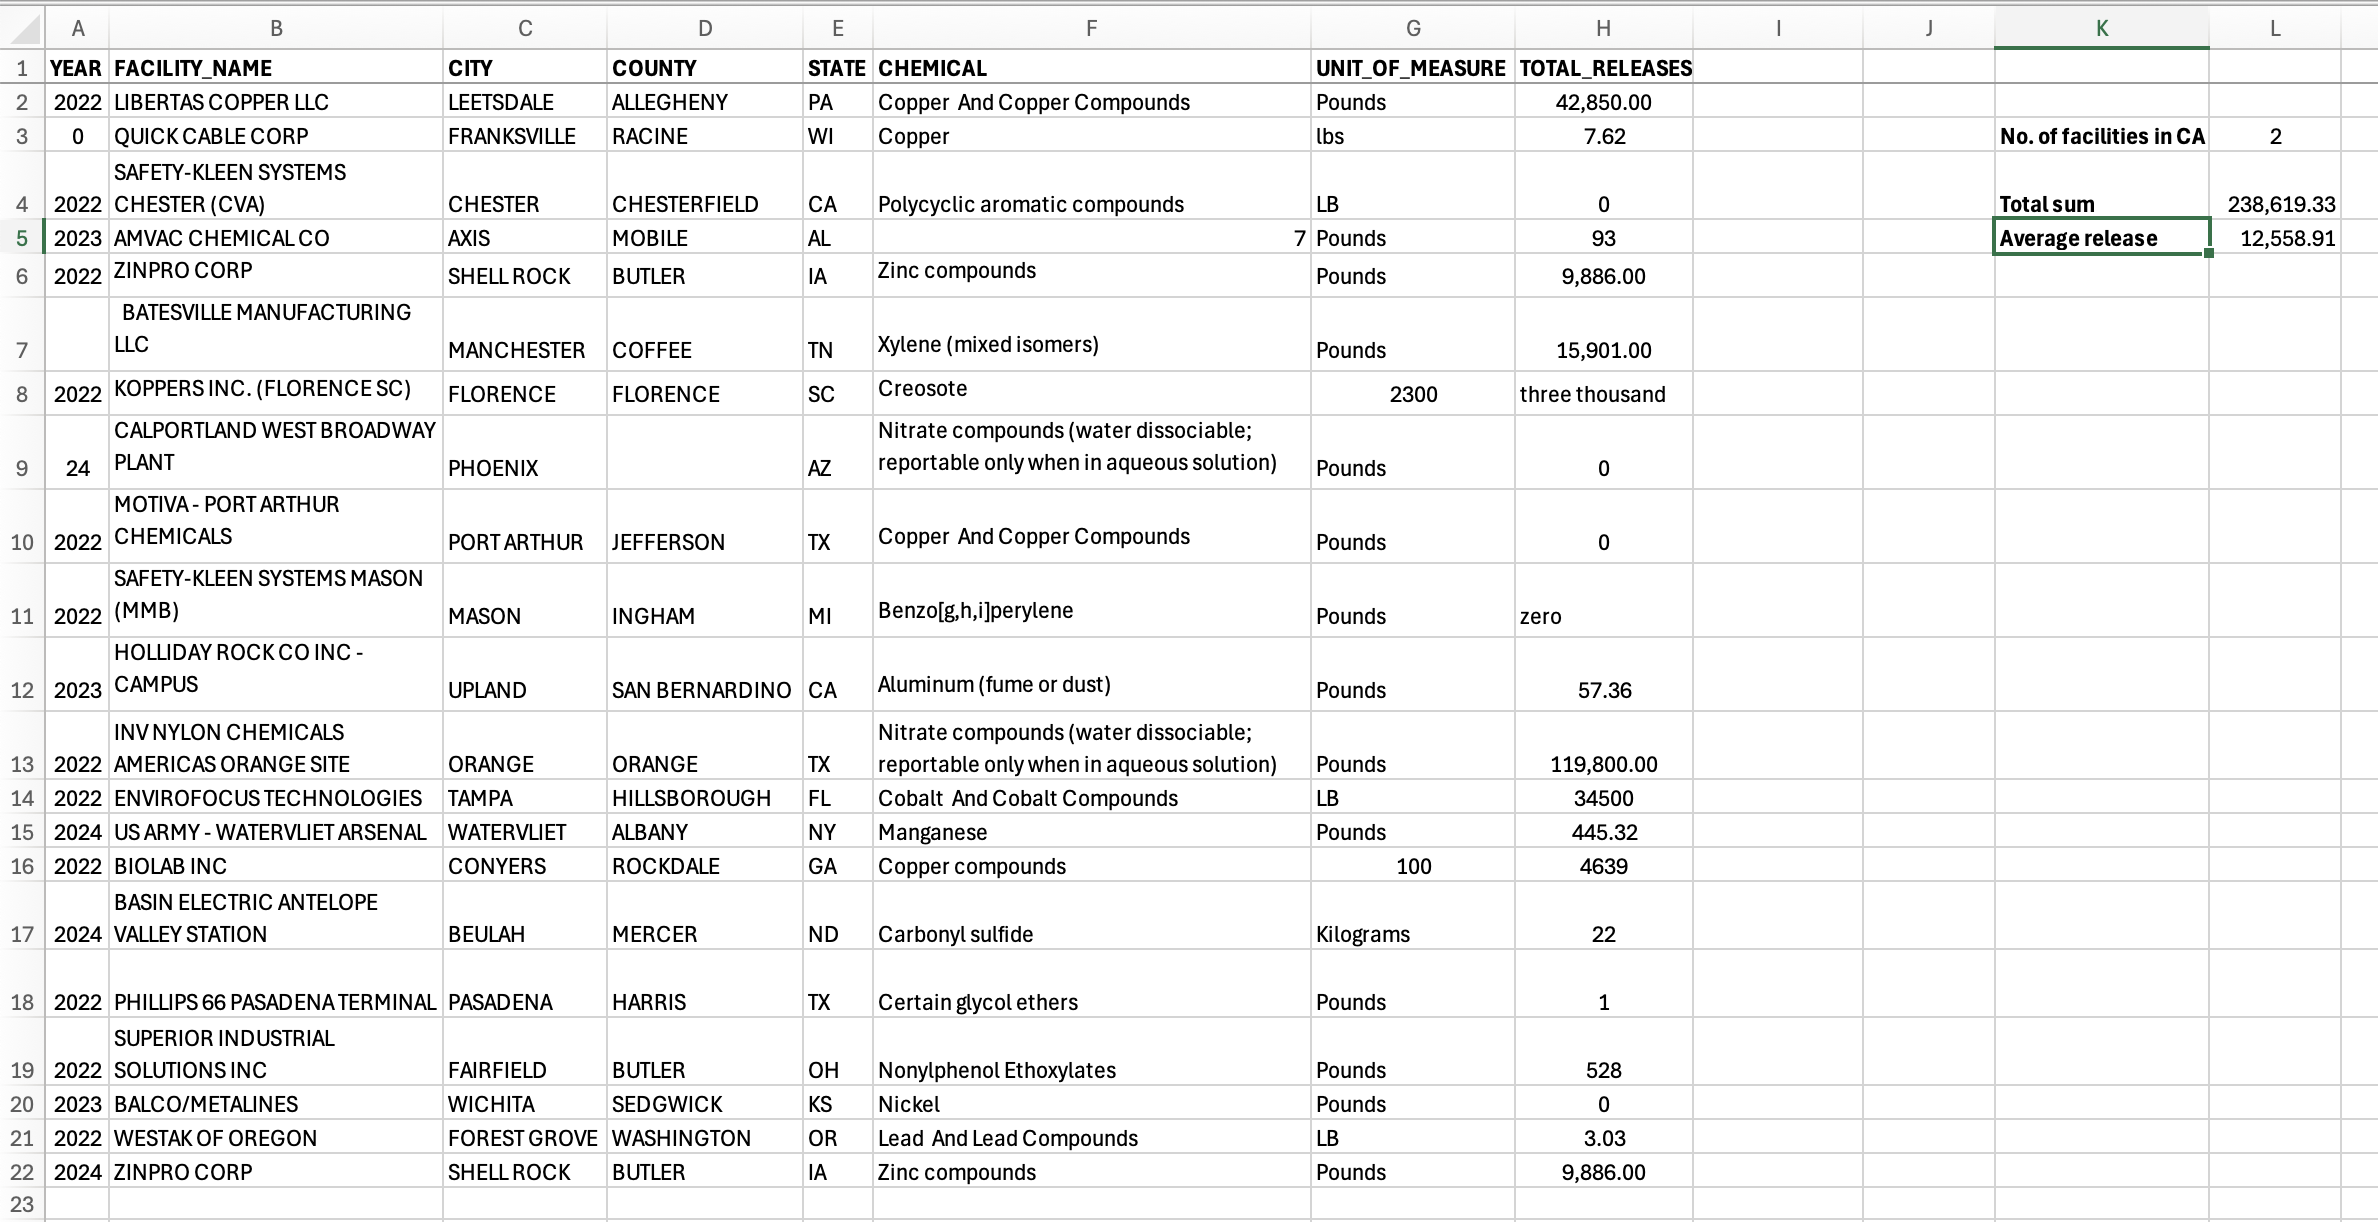 A B C D E F G H I J K L
1 YEAR FACILITY_NAME CITY COUNTY STATE CHEMICAL UNIT_OF_MEASURE TOTAL_RELEASES
2 2022 LIBERTAS COPPER LLC LEETSDALE ALLEGHENY PA Copper  And Copper Compounds Pounds 42,850.00
3 0 QUICK CABLE CORP FRANKSVILLE RACINE WI Copper lbs 7.62 No. of facilities in CA 2
SAFETY-KLEEN SYSTEMS
4 2022 CHESTER (CVA) CHESTER CHESTERFIELD CA Polycyclic aromatic compounds LB 0 Total sum 238,619.33
5 2023 AMVAC CHEMICAL CO AXIS MOBILE AL 7 Pounds 93 Average release 12,558.91
6 2022 ZINPRO CORP SHELL ROCK BUTLER IA Zinc compounds Pounds 9,886.00
BATESVILLE MANUFACTURING
7 LLC MANCHESTER COFFEE TN Xylene (mixed isomers) Pounds 15,901.00
8 2022 KOPPERS INC. (FLORENCE SC) FLORENCE FLORENCE SC Creosote 2300 three thousand
CALPORTLAND WEST BROADWAY Nitrate compounds (water dissociable;
9 24 PLANT PHOENIX AZ reportable only when in aqueous solution) Pounds 0
MOTIVA - PORT ARTHUR
10 2022 CHEMICALS PORT ARTHUR JEFFERSON TX Copper  And Copper Compounds Pounds 0
SAFETY-KLEEN SYSTEMS MASON
11 2022 (MMB) MASON INGHAM MI Benzo[g,h,i]perylene Pounds zero
HOLLIDAY ROCK CO INC -
12 2023 CAMPUS UPLAND SAN BERNARDINO CA Aluminum (fume or dust) Pounds 57.36
INV NYLON CHEMICALS Nitrate compounds (water dissociable;
13 2022 AMERICAS ORANGE SITE ORANGE ORANGE TX reportable only when in aqueous solution) Pounds 119,800.00
14 2022 ENVIROFOCUS TECHNOLOGIES TAMPA HILLSBOROUGH FL Cobalt  And Cobalt Compounds LB 34500
15 2024 US ARMY - WATERVLIET ARSENAL WATERVLIET ALBANY NY Manganese Pounds 445.32
16 2022 BIOLAB INC CONYERS ROCKDALE GA Copper compounds 100 4639
BASIN ELECTRIC ANTELOPE
17 2024 VALLEY STATION BEULAH MERCER ND Carbonyl sulfide Kilograms 22
18 2022 PHILLIPS 66 PASADENA TERMINAL PASADENA HARRIS TX Certain glycol ethers Pounds 1
SUPERIOR INDUSTRIAL
19 2022 SOLUTIONS INC FAIRFIELD BUTLER OH Nonylphenol Ethoxylates Pounds 528
20 2023 BALCO/METALINES WICHITA SEDGWICK KS Nickel Pounds 0
21 2022 WESTAK OF OREGON FOREST GROVE WASHINGTON OR Lead  And Lead Compounds LB 3.03
22 2024 ZINPRO CORP SHELL ROCK BUTLER IA Zinc compounds Pounds 9,886.00
23